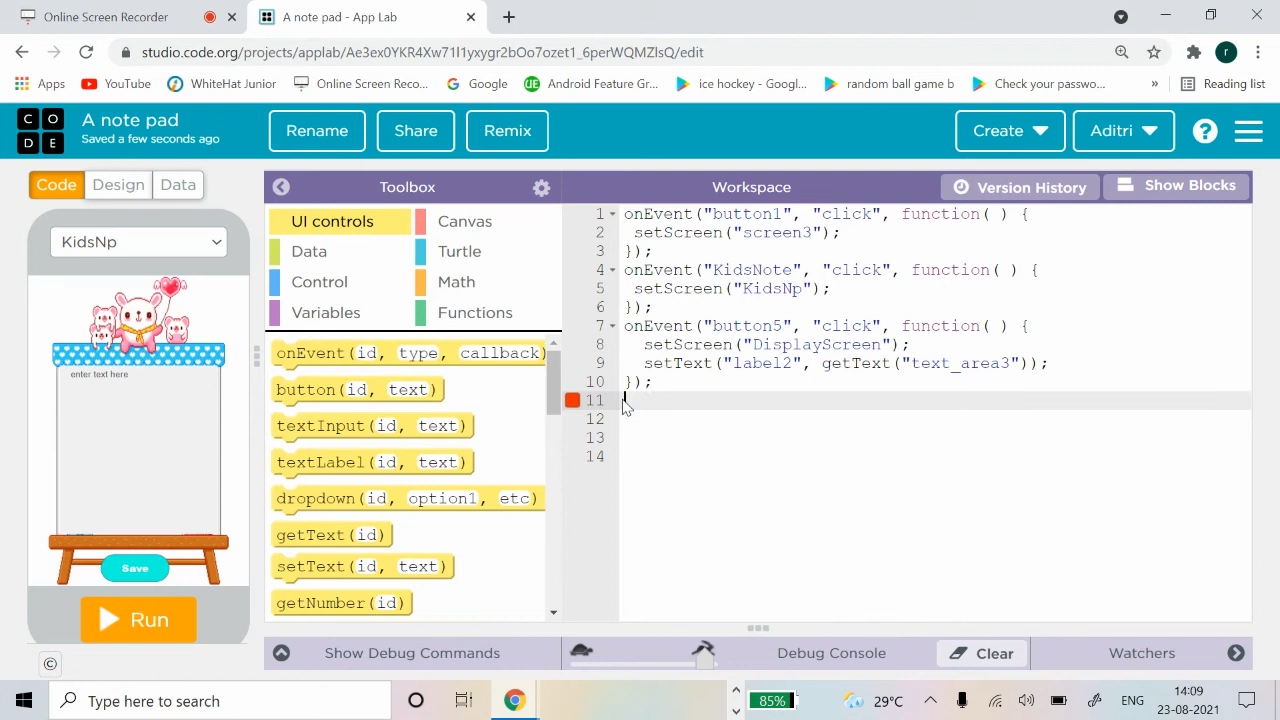 Online Screen Recorder
A note pad - App Lab
studio.code.org/projects/applab/Ae3ex0YKR4Xw71l1yxygr2bOo7ozet1_6perWQMZlsQ/edit
r
Apps
YouTube
WhiteHat Junior
Online Screen Reco...
Google
UE
Android Feature Gr...
ice hockey - Googl...
random ball game b
Check your passwo...
»
Reading list
C O
D E
A note pad
Saved a few seconds ago
Rename
Share
Remix
Create
Aditri
?
Code
Design
Data
Toolbox
Workspace
Version History
Show Blocks
KidsNp
enter text here
Save
Run
©
UI controls
Canvas
Data
Turtle
Control
Math
Variables
Functions
onEvent(id, type, callback)
button(id, text)
textInput(id, text)
textLabel(id, text)
dropdown(id, option1, etc)
getText(id)
setText(id, text)
getNumber(id)
1 onEvent("button1", "click", function( ) {
2 setScreen("screen3");
3 });
4 onEvent("KidsNote", "click", function( ) {
5 setScreen("KidsNp");
6 });
7 onEvent("button5", "click", function( ) {
8 setScreen("DisplayScreen");
9 setText("label2", getText("text_area3"));
10 });
11
12
13
14
Show Debug Commands
Debug Console
Clear
Watchers
Type here to search
85%
29°C
ENG
14:09
23-08-2021